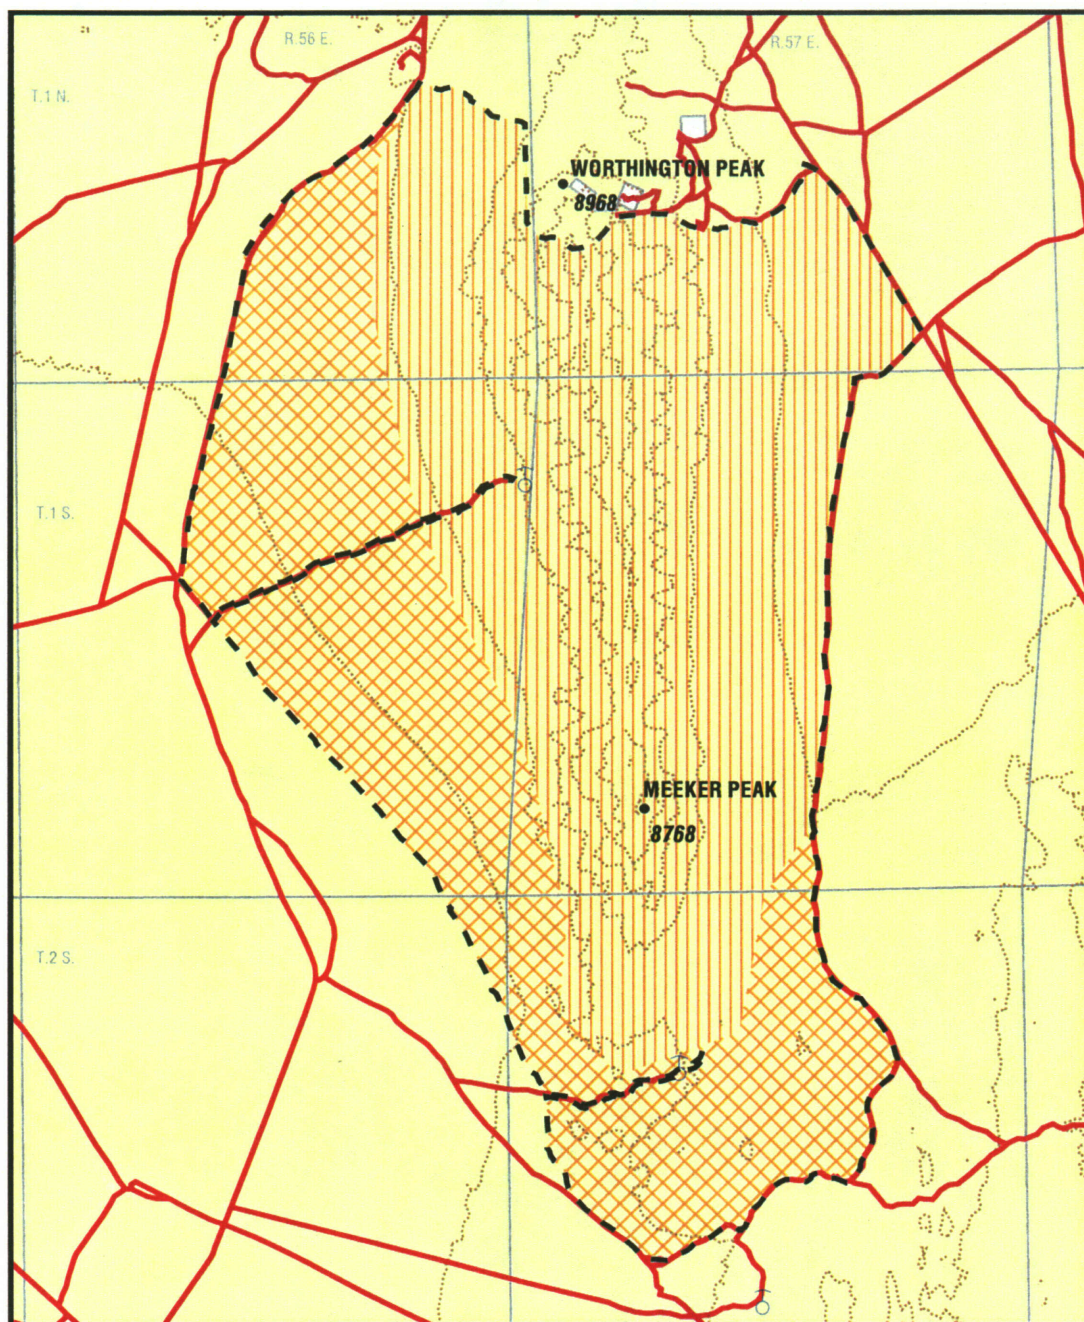 R.56 E.
R.57 E.
T.1 N.
WORTHINGTON PEAK
8968
T.1 S.
MEEKER PEAK
8768
T.2 S.